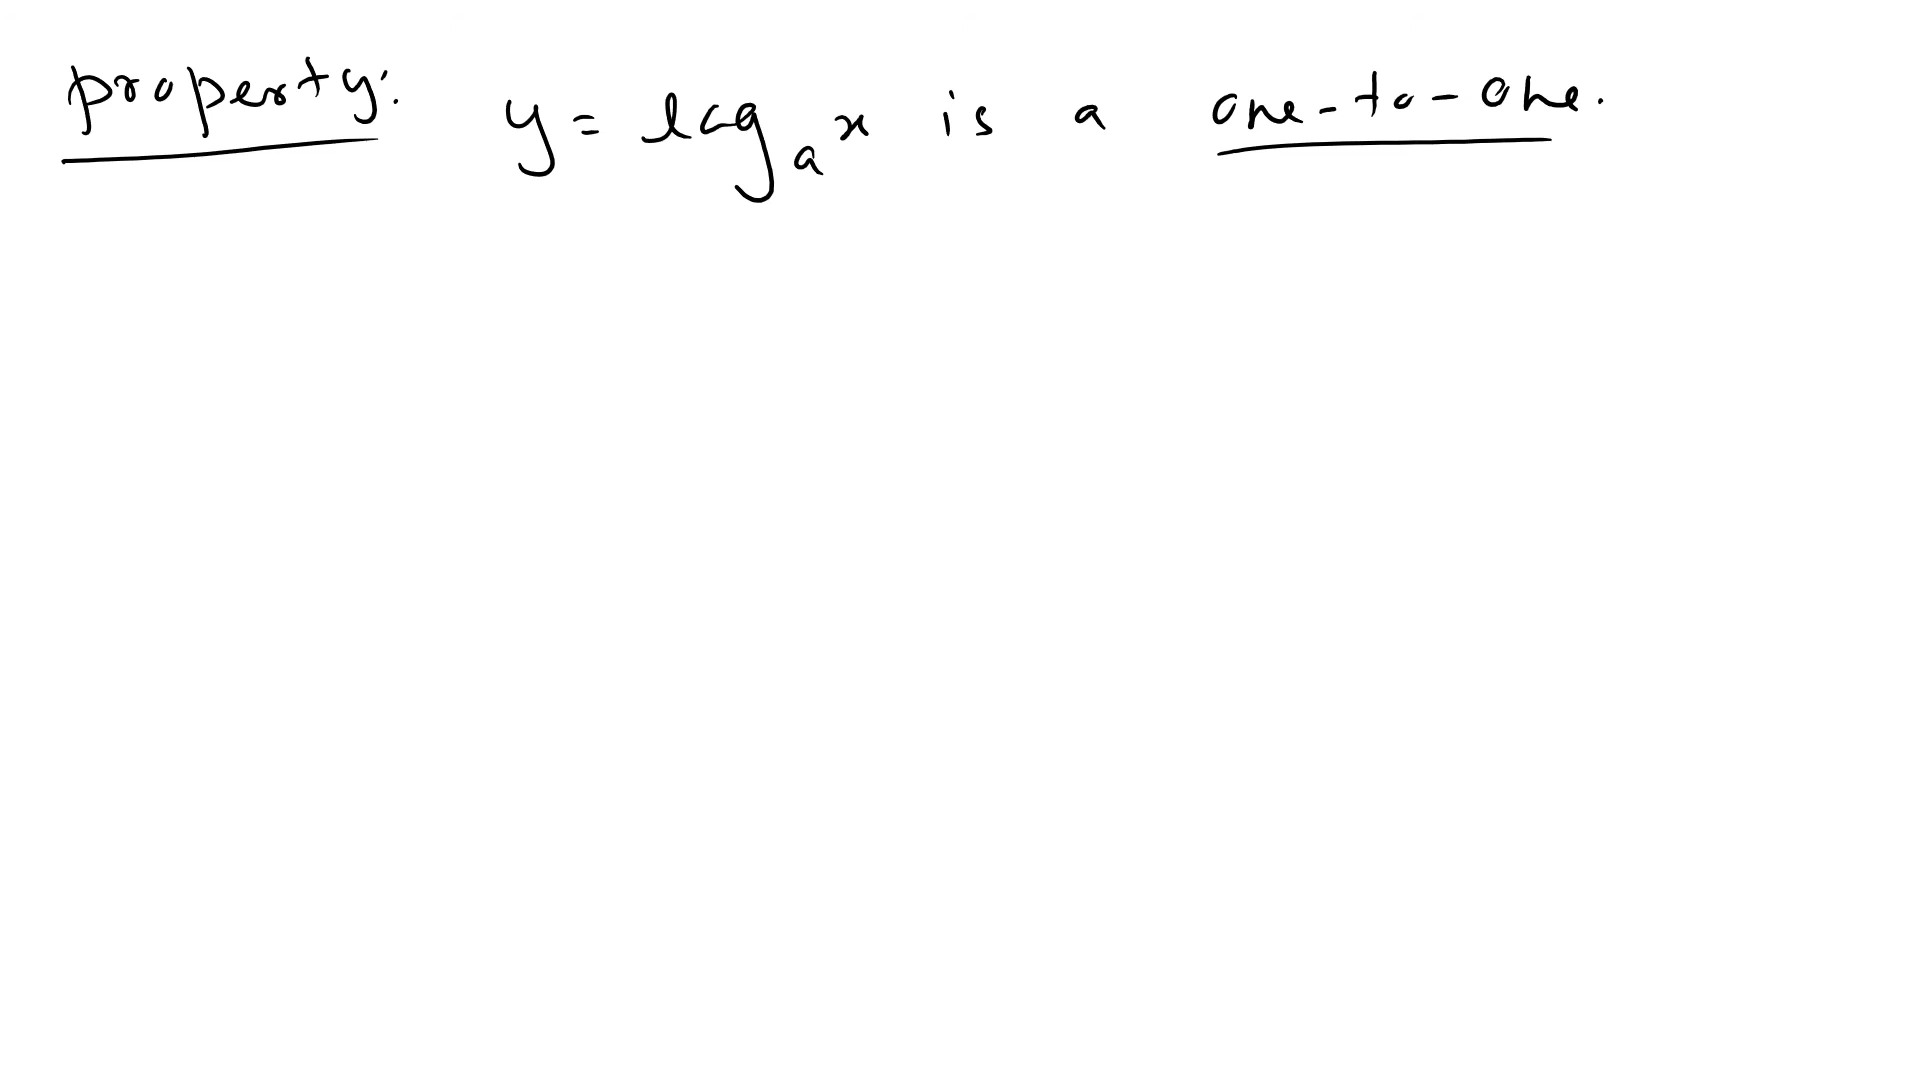 property: y = log_a x is a one-to-one.